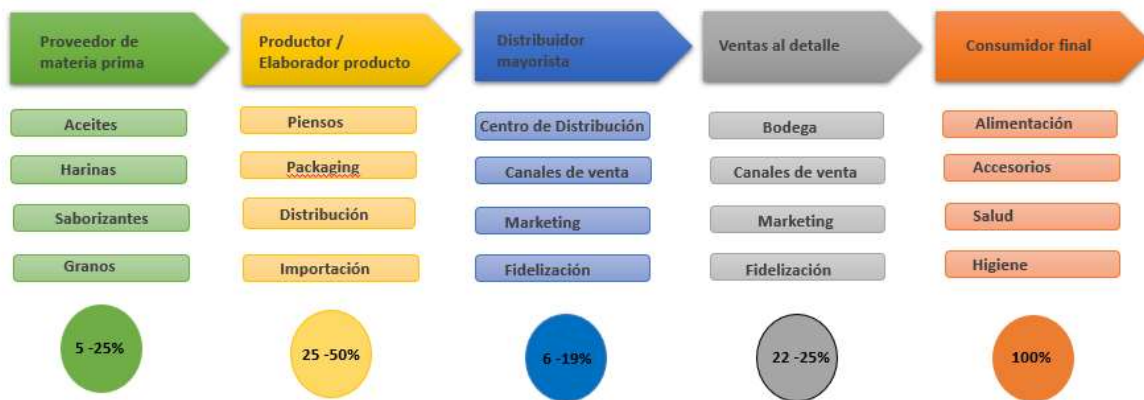 Proveedor de
materia prima
Productor /
Elaborador producto
Distribuidor
mayorista
Ventas al detalle
Consumidor final
Aceites
Piensos
Centro de Distribución
Bodega
Alimentación
Harinas
Packaging
Canales de venta
Canales de venta
Accesorios
Saborizantes
Distribución
Marketing
Marketing
Salud
Granos
Importación
Fidelización
Fidelización
Higiene
5 -25%
25 -50%
6 -19%
22 -25%
100%